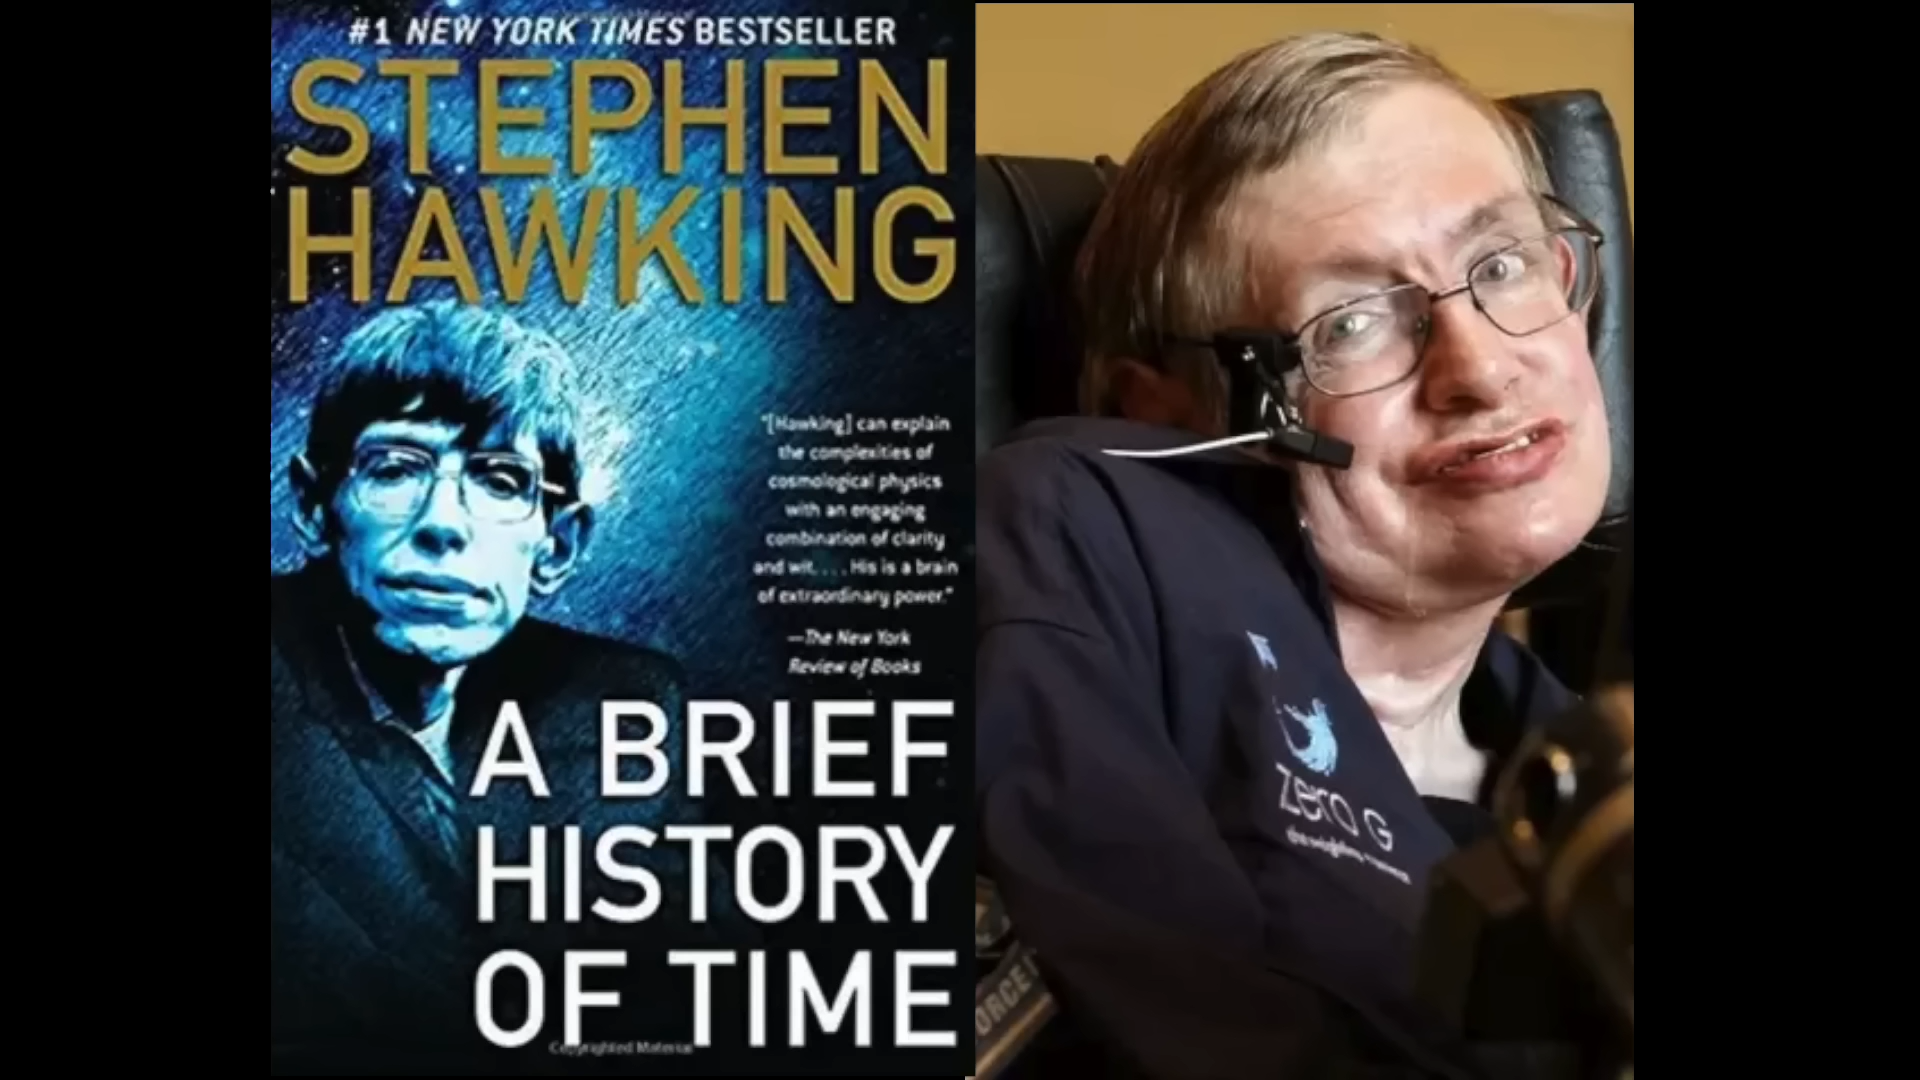 #1 NEW YORK TIMES BESTSELLER
STEPHEN
HAWKING
"[Hawking] can explain
the complexities of
cosmological physics
with an engaging
combination of clarity
and wit. . . . His is a brain
of extraordinary power."
—The New York
Review of Books
A BRIEF
HISTORY
OF TIME
Copyrighted Material
zero G